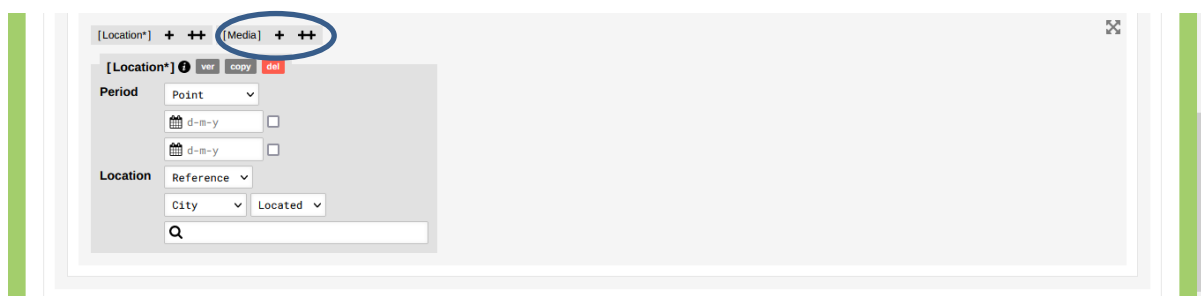 [Location*] + ++ [Media] + ++
[Location*] ver copy del
Period Point
d-m-y
d-m-y
Location Reference
City Located